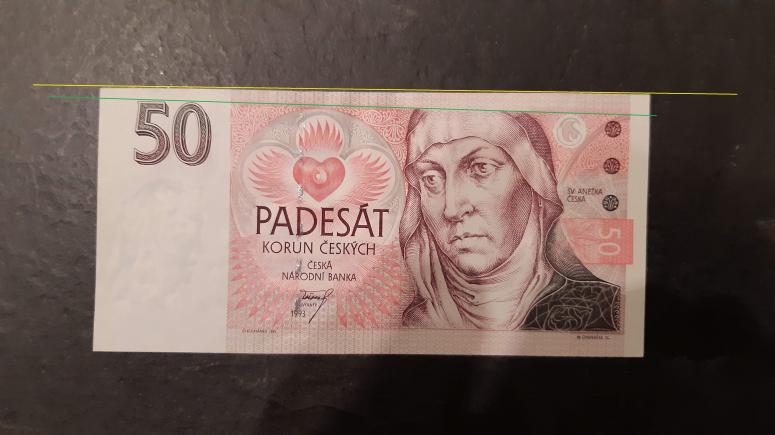 50
PADESÁT
KORUN ČESKÝCH
ČESKÁ
NÁRODNÍ BANKA
1993
SV. ANEŽKA
ČESKÁ
50